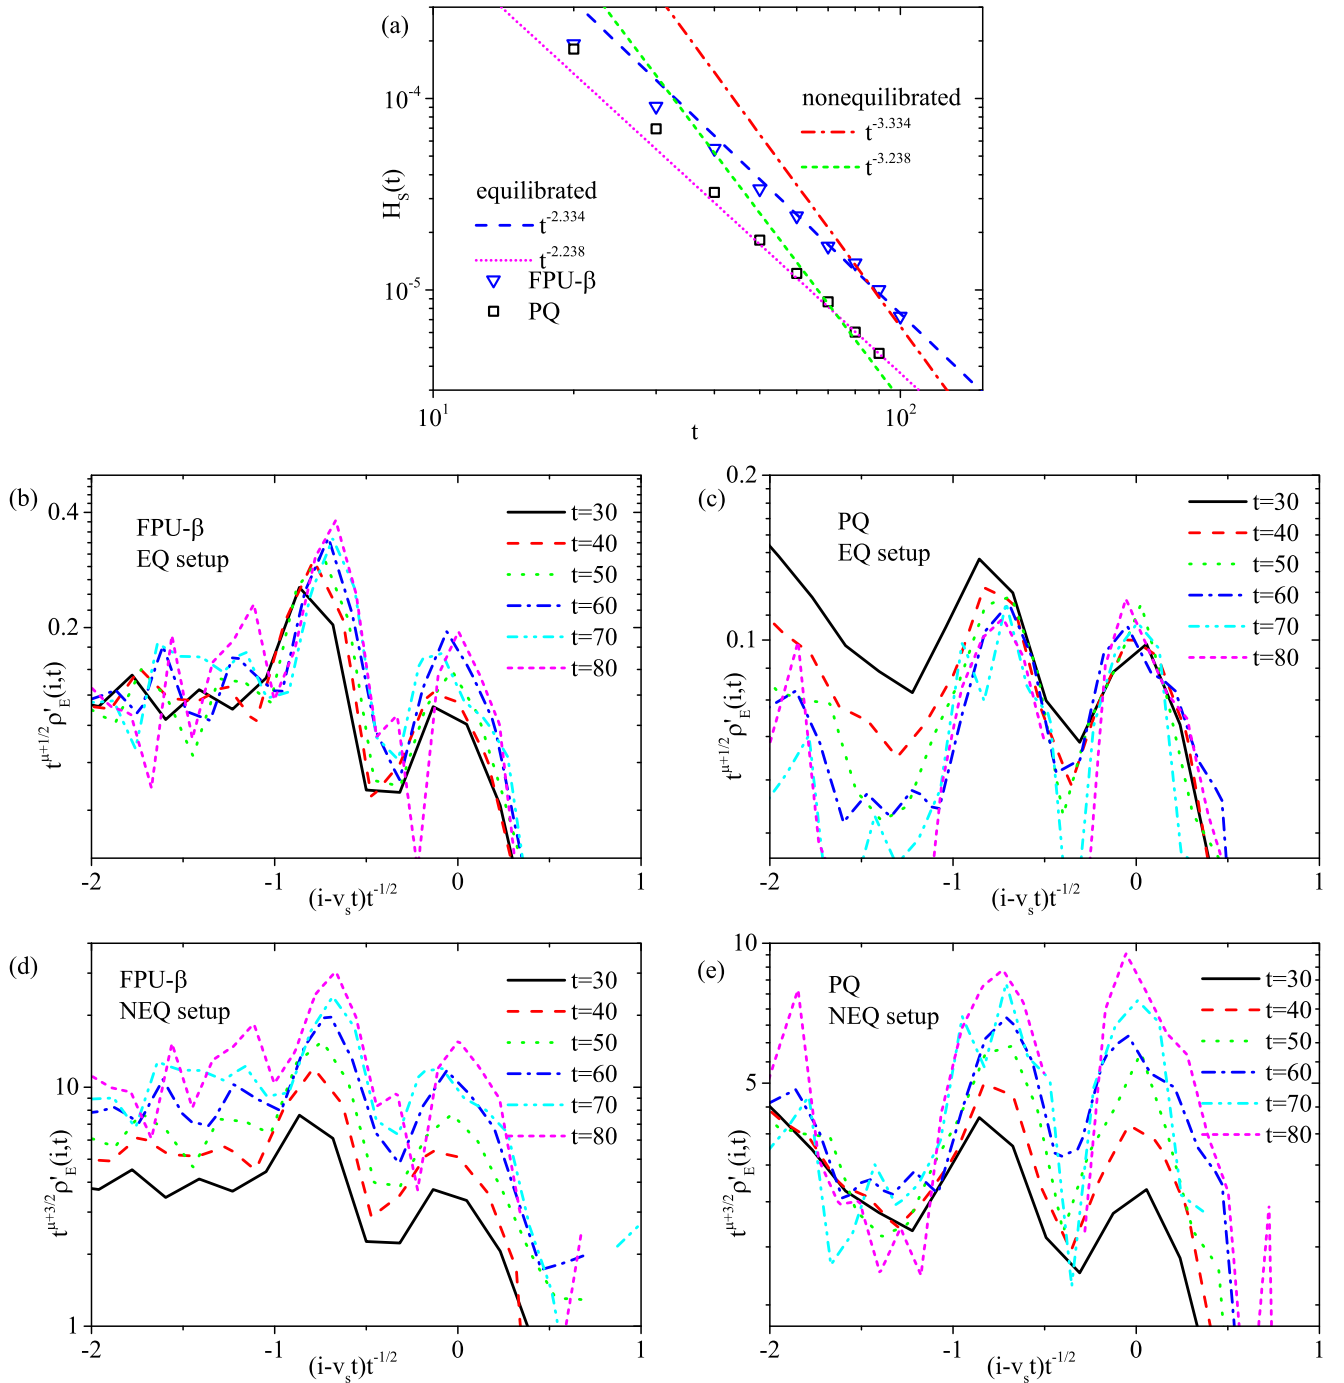 (a)
H_S(t)
10^-4
10^-5
nonequilibrated
t^-3.334
t^-3.238
equilibrated
t^-2.334
t^-2.238
FPU-β
PQ
10^1
10^2
t
(b)
t^{μ+1/2} ρ'_E(i,t)
0.4
0.2
FPU-β
EQ setup
t=30
t=40
t=50
t=60
t=70
t=80
-2
-1
0
1
(i-v_s t)t^{-1/2}
(c)
t^{μ+1/2} ρ'_E(i,t)
0.2
0.1
PQ
EQ setup
t=30
t=40
t=50
t=60
t=70
t=80
-2
-1
0
1
(i-v_s t)t^{-1/2}
(d)
t^{μ+3/2} ρ'_E(i,t)
10
1
FPU-β
NEQ setup
t=30
t=40
t=50
t=60
t=70
t=80
-2
-1
0
1
(i-v_s t)t^{-1/2}
(e)
t^{μ+3/2} ρ'_E(i,t)
10
5
PQ
NEQ setup
t=30
t=40
t=50
t=60
t=70
t=80
-2
-1
0
1
(i-v_s t)t^{-1/2}